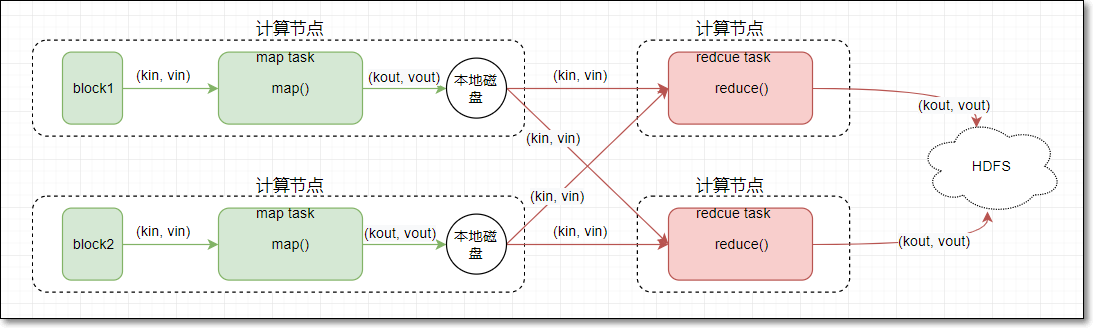 计算节点
计算节点
map task
redcue task
(kin, vin)
(kout, vout)
(kin, vin)
block1
map()
本地磁
盘
reduce()
(kout, vout)
(kin, vin)
HDFS
计算节点
计算节点
(kin, vin)
map task
redcue task
(kin, vin)
(kout, vout)
(kin, vin)
(kout, vout)
block2
map()
本地磁
盘
reduce()